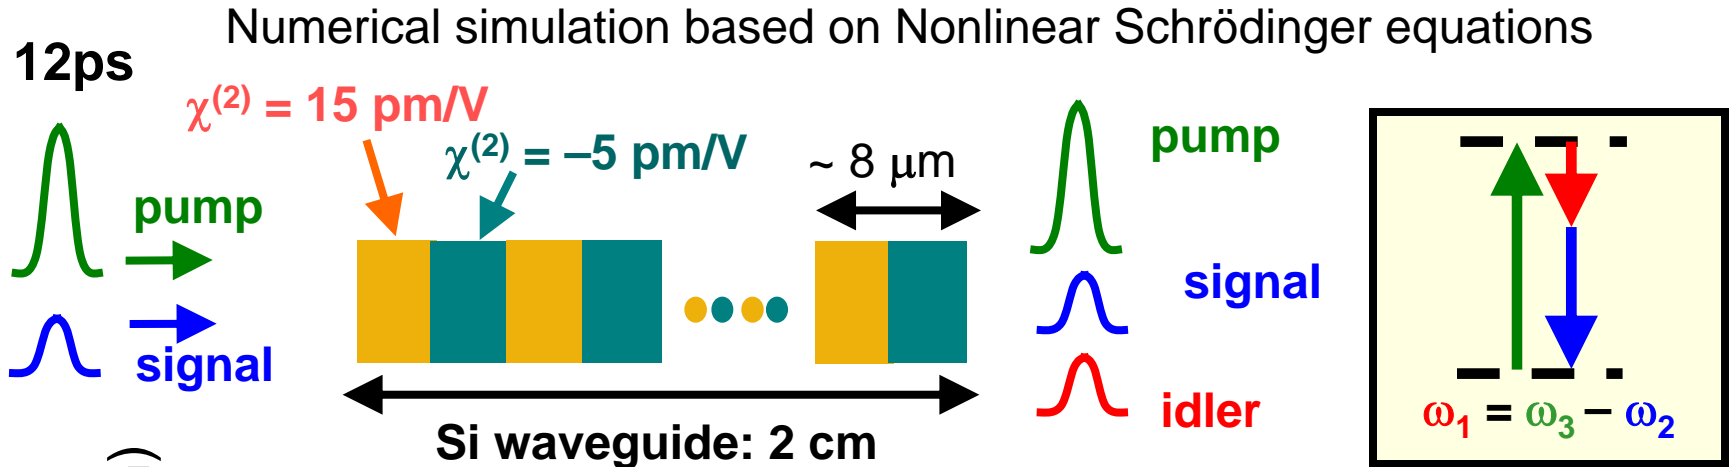 Numerical simulation based on Nonlinear Schrödinger equations
12ps
χ(2) = 15 pm/V
χ(2) = –5 pm/V
~ 8 μm
pump
signal
pump
signal
idler
Si waveguide: 2 cm
ω1 = ω3 – ω2